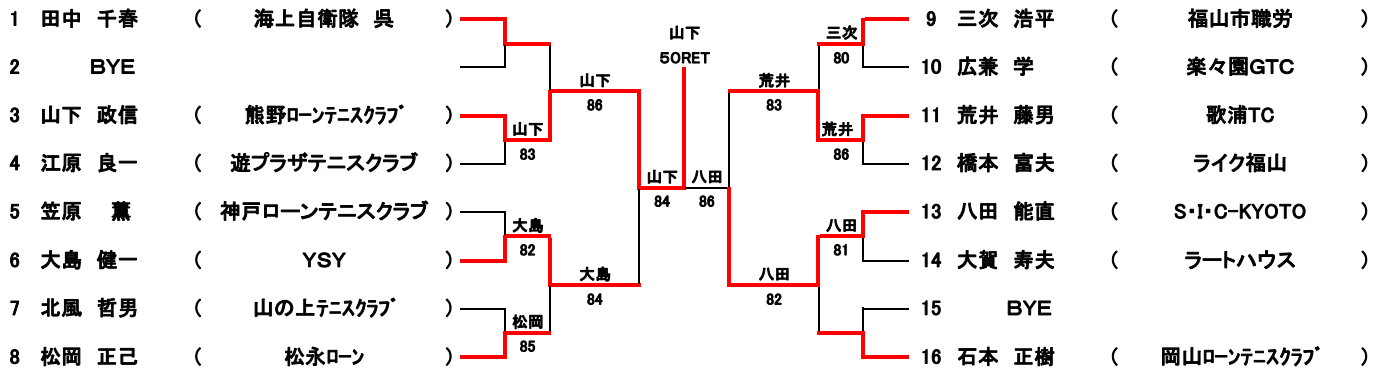 1 田中 千春 ( 海上自衛隊 呉 )
2 BYE
3 山下 政信 ( 熊野ローンテニスクラブ )
4 江原 良一 ( 遊プラザテニスクラブ )
5 笠原 薫 ( 神戸ローンテニスクラブ )
6 大島 健一 ( YSY )
7 北風 哲男 ( 山の上テニスクラブ )
8 松岡 正己 ( 松永ローン )
山下
83
大島
82
松岡
85
山下
86
大島
84
山下
84
山下
50RET
八田
86
荒井
83
八田
82
三次
80
荒井
86
八田
81
9 三次 浩平 ( 福山市職労 )
10 広兼 学 ( 楽々園GTC )
11 荒井 藤男 ( 歌浦TC )
12 橋本 富夫 ( ライク福山 )
13 八田 能直 ( S・I・C-KYOTO )
14 大賀 寿夫 ( ラートハウス )
15 BYE
16 石本 正樹 ( 岡山ローンテニスクラブ )